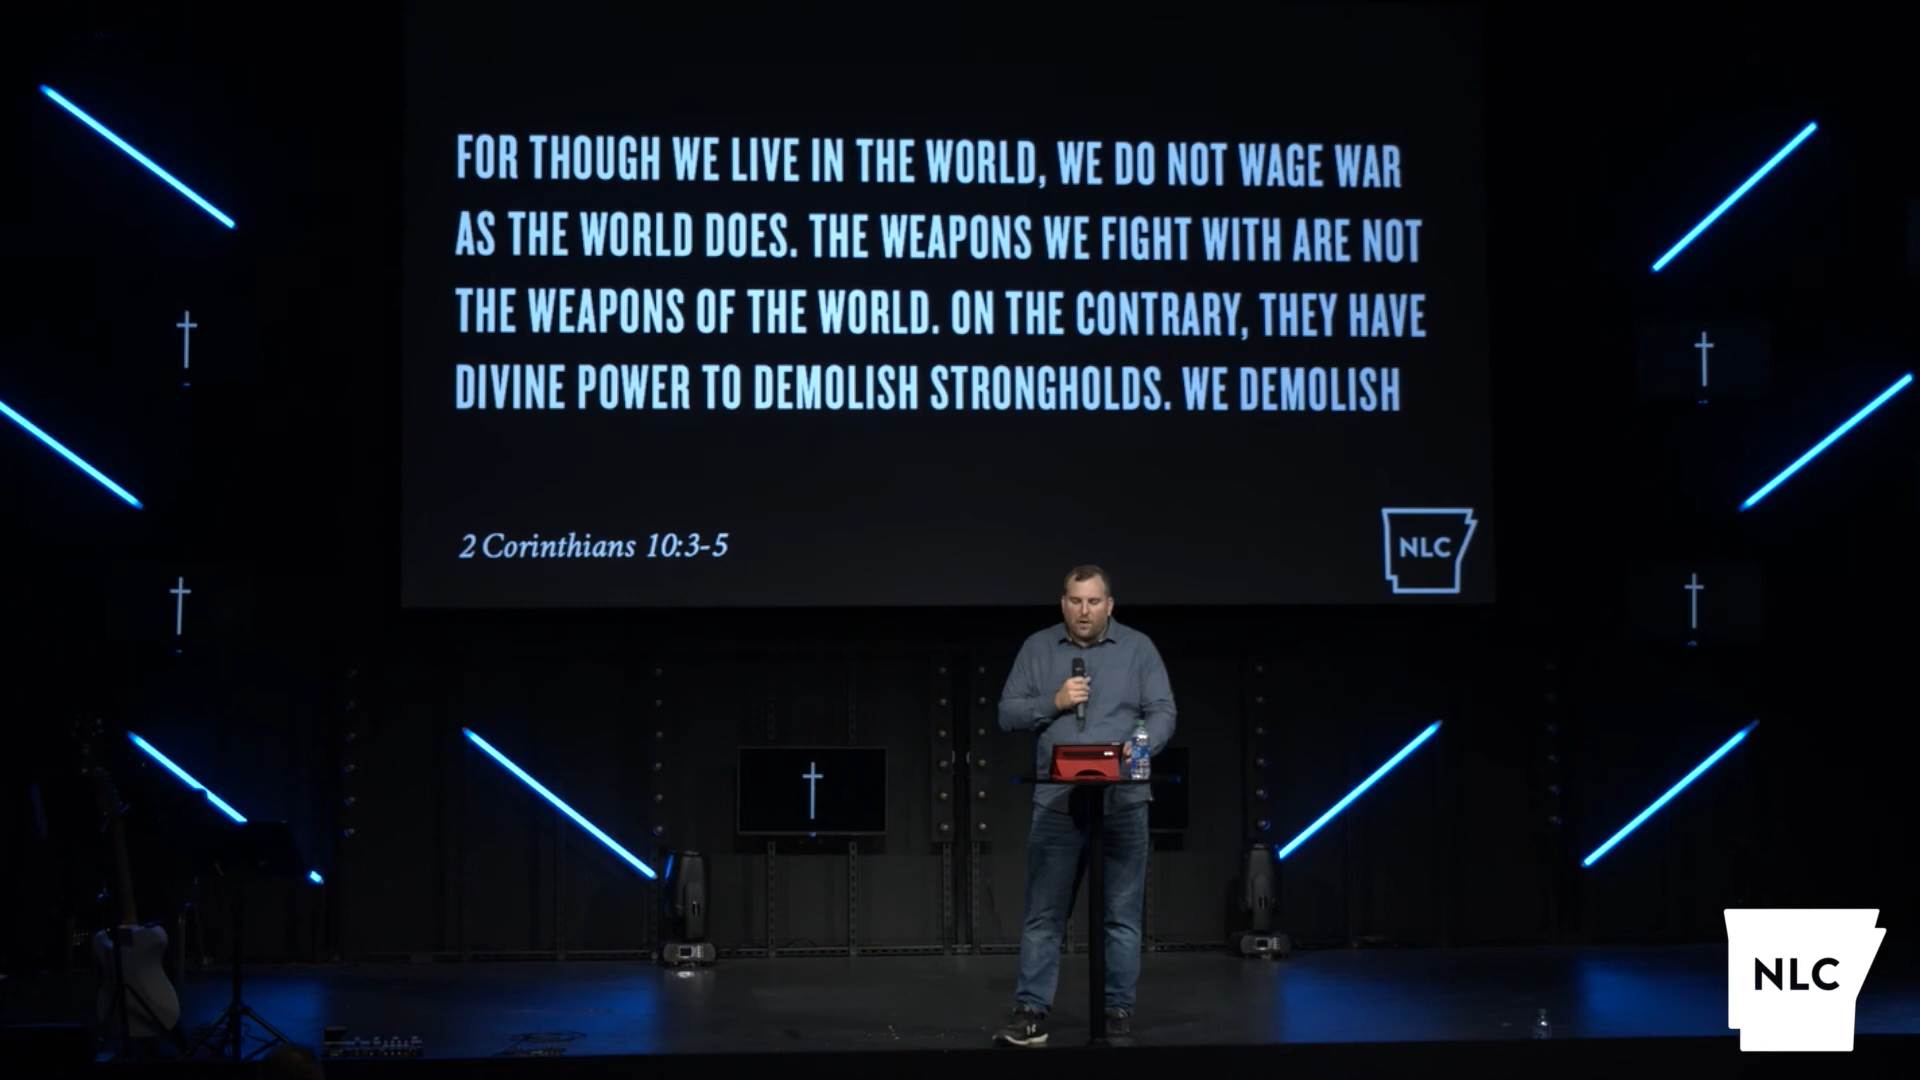 FOR THOUGH WE LIVE IN THE WORLD, WE DO NOT WAGE WAR
AS THE WORLD DOES. THE WEAPONS WE FIGHT WITH ARE NOT
THE WEAPONS OF THE WORLD. ON THE CONTRARY, THEY HAVE
DIVINE POWER TO DEMOLISH STRONGHOLDS. WE DEMOLISH
2 Corinthians 10:3-5
NLC
NLC